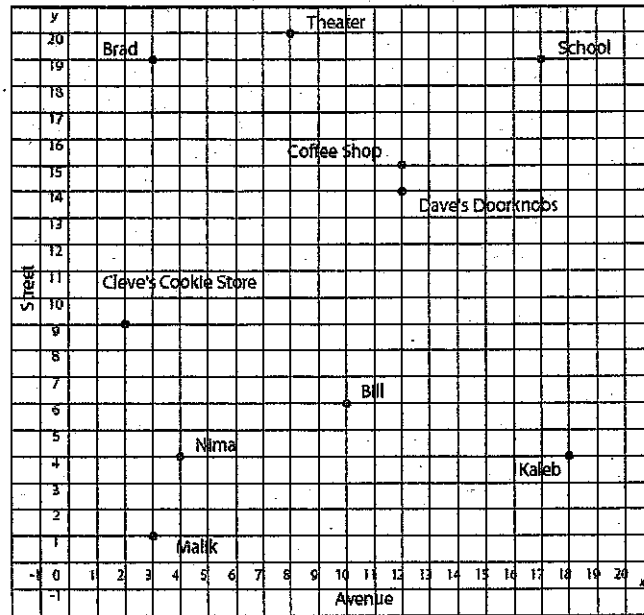 y
Theater
20
Brad
School
19
18
17
16
Coffee Shop
15
14
Dave's Doorknobs
13
12
Street
11
Cleve's Cookie Store
10
9
8
7
Bill
6
5
Nima
4
Kaleb
3
2
1
Malik
-1 0 1 2 3 4 5 6 7 8 9 10 11 12 13 14 15 16 17 18 19 20 x
-1
Avenue